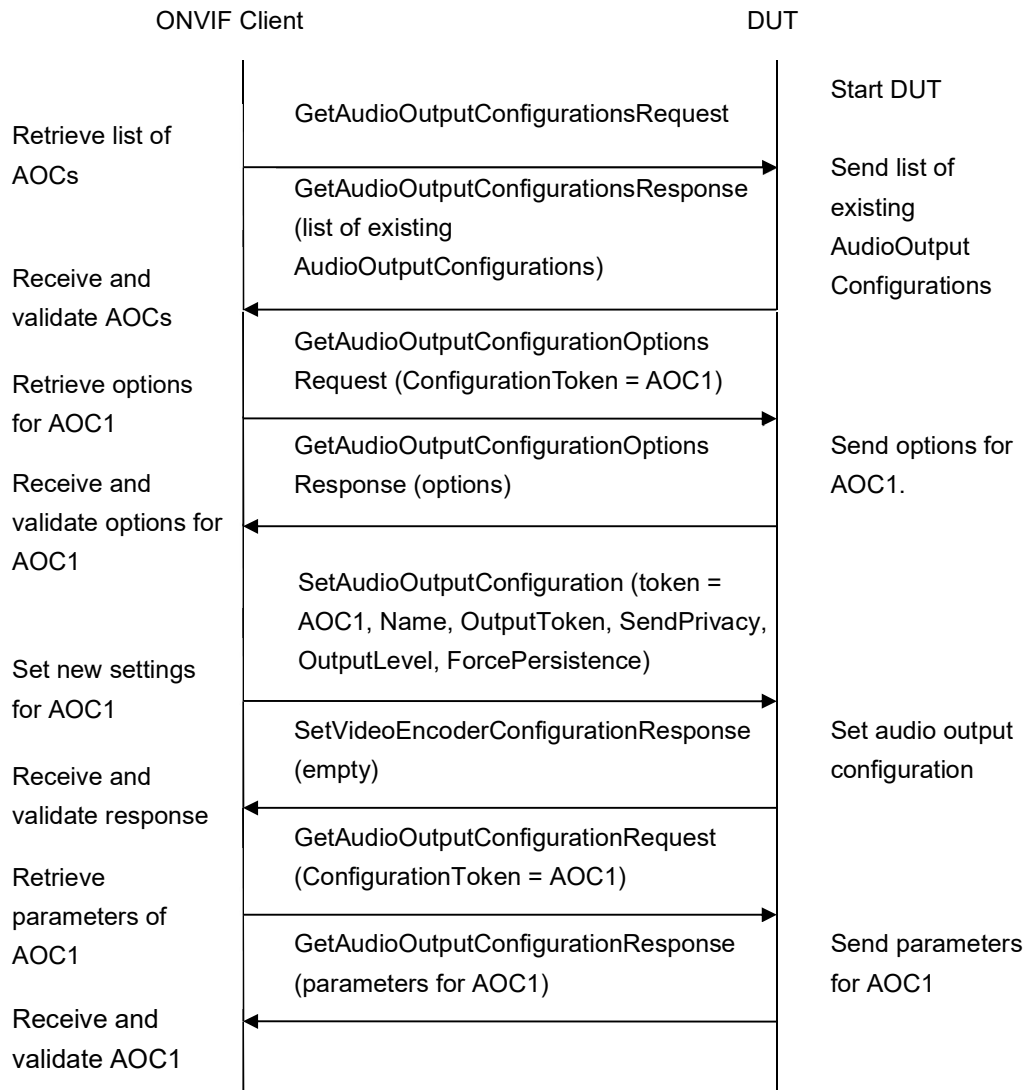 ONVIF Client
DUT
Start DUT
GetAudioOutputConfigurationsRequest
Retrieve list of
AOCs
Send list of
existing
AudioOutput
Configurations
GetAudioOutputConfigurationsResponse
(list of existing
AudioOutputConfigurations)
Receive and
validate AOCs
GetAudioOutputConfigurationOptions
Request (ConfigurationToken = AOC1)
Retrieve options
for AOC1
GetAudioOutputConfigurationOptions
Response (options)
Send options for
AOC1.
Receive and
validate options for
AOC1
SetAudioOutputConfiguration (token =
AOC1, Name, OutputToken, SendPrivacy,
OutputLevel, ForcePersistence)
Set new settings
for AOC1
SetVideoEncoderConfigurationResponse
(empty)
Set audio output
configuration
Receive and
validate response
GetAudioOutputConfigurationRequest
(ConfigurationToken = AOC1)
Retrieve
parameters of
AOC1
GetAudioOutputConfigurationResponse
(parameters for AOC1)
Send parameters
for AOC1
Receive and
validate AOC1